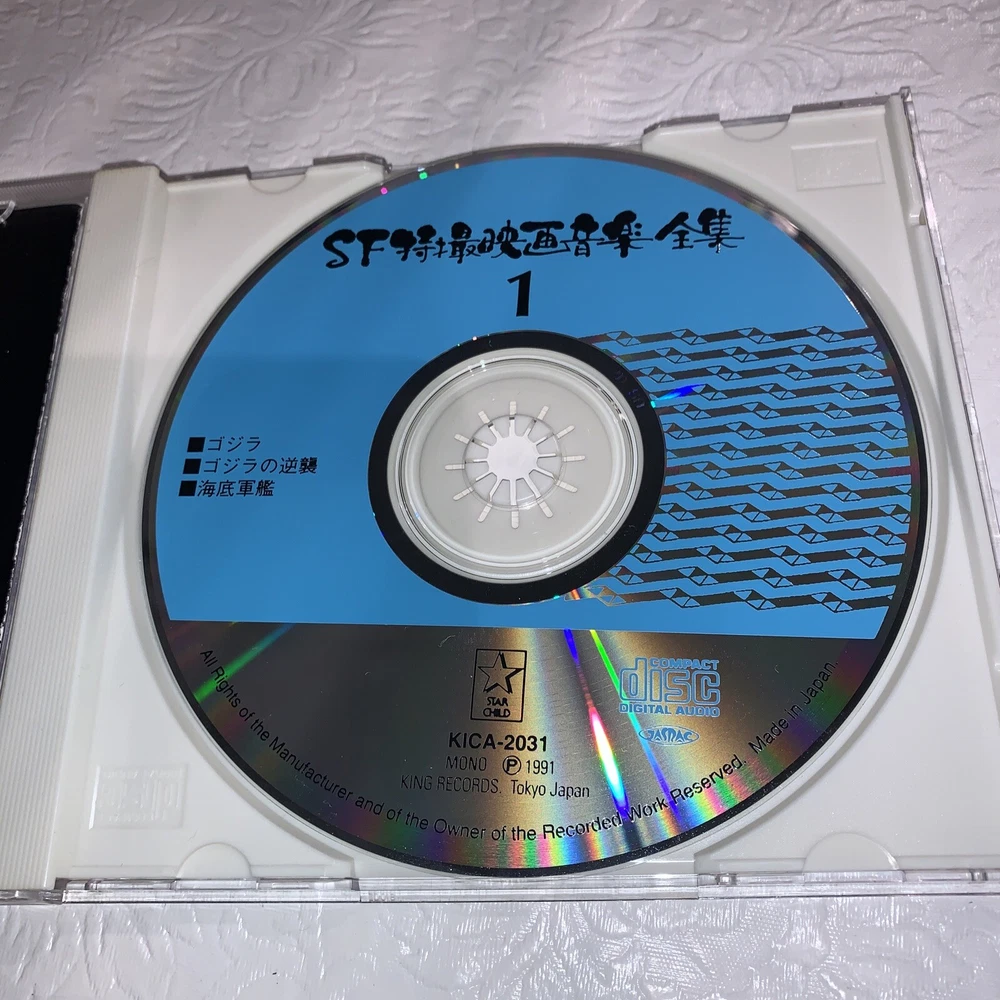 SF特撮映画音楽 全集
1
■ゴジラ
■ゴジラの逆襲
■海底軍艦
STAR
CHILD
COMPACT
disc
DIGITAL AUDIO
JASRAC
KICA-2031
MONO Ⓟ 1991
KING RECORDS. Tokyo Japan
All Rights of the Manufacturer and of the Owner of the Recorded Work Reserved. Made in Japan.